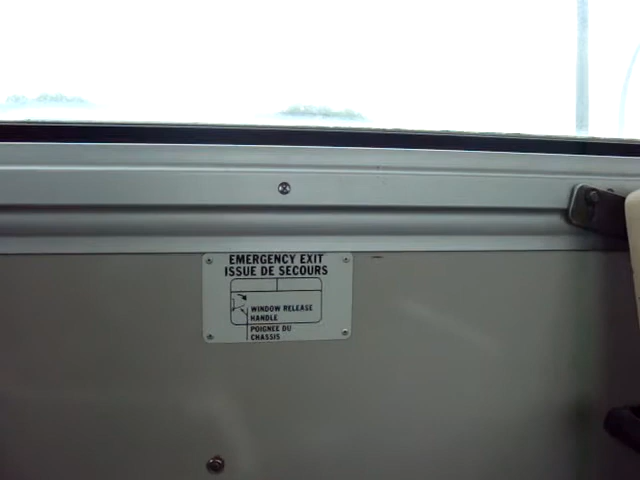 EMERGENCY EXIT
ISSUE DE SECOURS
WINDOW RELEASE
HANDLE
POIGNEE DU
CHASSIS